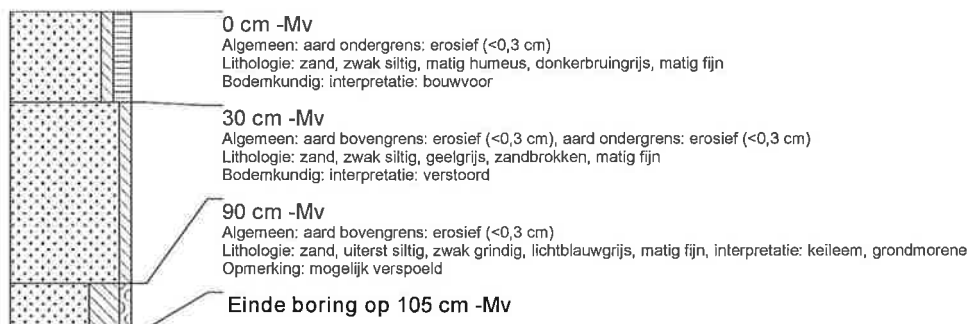 0 cm -Mv
Algemeen: aard ondergrens: erosief (<0,3 cm)
Lithologie: zand, zwak siltig, matig humeus, donkerbruingrijs, matig fijn
Bodemkundig: interpretatie: bouwvoor
30 cm -Mv
Algemeen: aard bovengrens: erosief (<0,3 cm), aard ondergrens: erosief (<0,3 cm)
Lithologie: zand, zwak siltig, geelgrijs, zandbrokken, matig fijn
Bodemkundig: interpretatie: verstoord
90 cm -Mv
Algemeen: aard bovengrens: erosief (<0,3 cm)
Lithologie: zand, uiterst siltig, zwak grindig, lichtblauwgrijs, matig fijn, interpretatie: keileem, grondmorene
Opmerking: mogelijk verspoeld
Einde boring op 105 cm -Mv